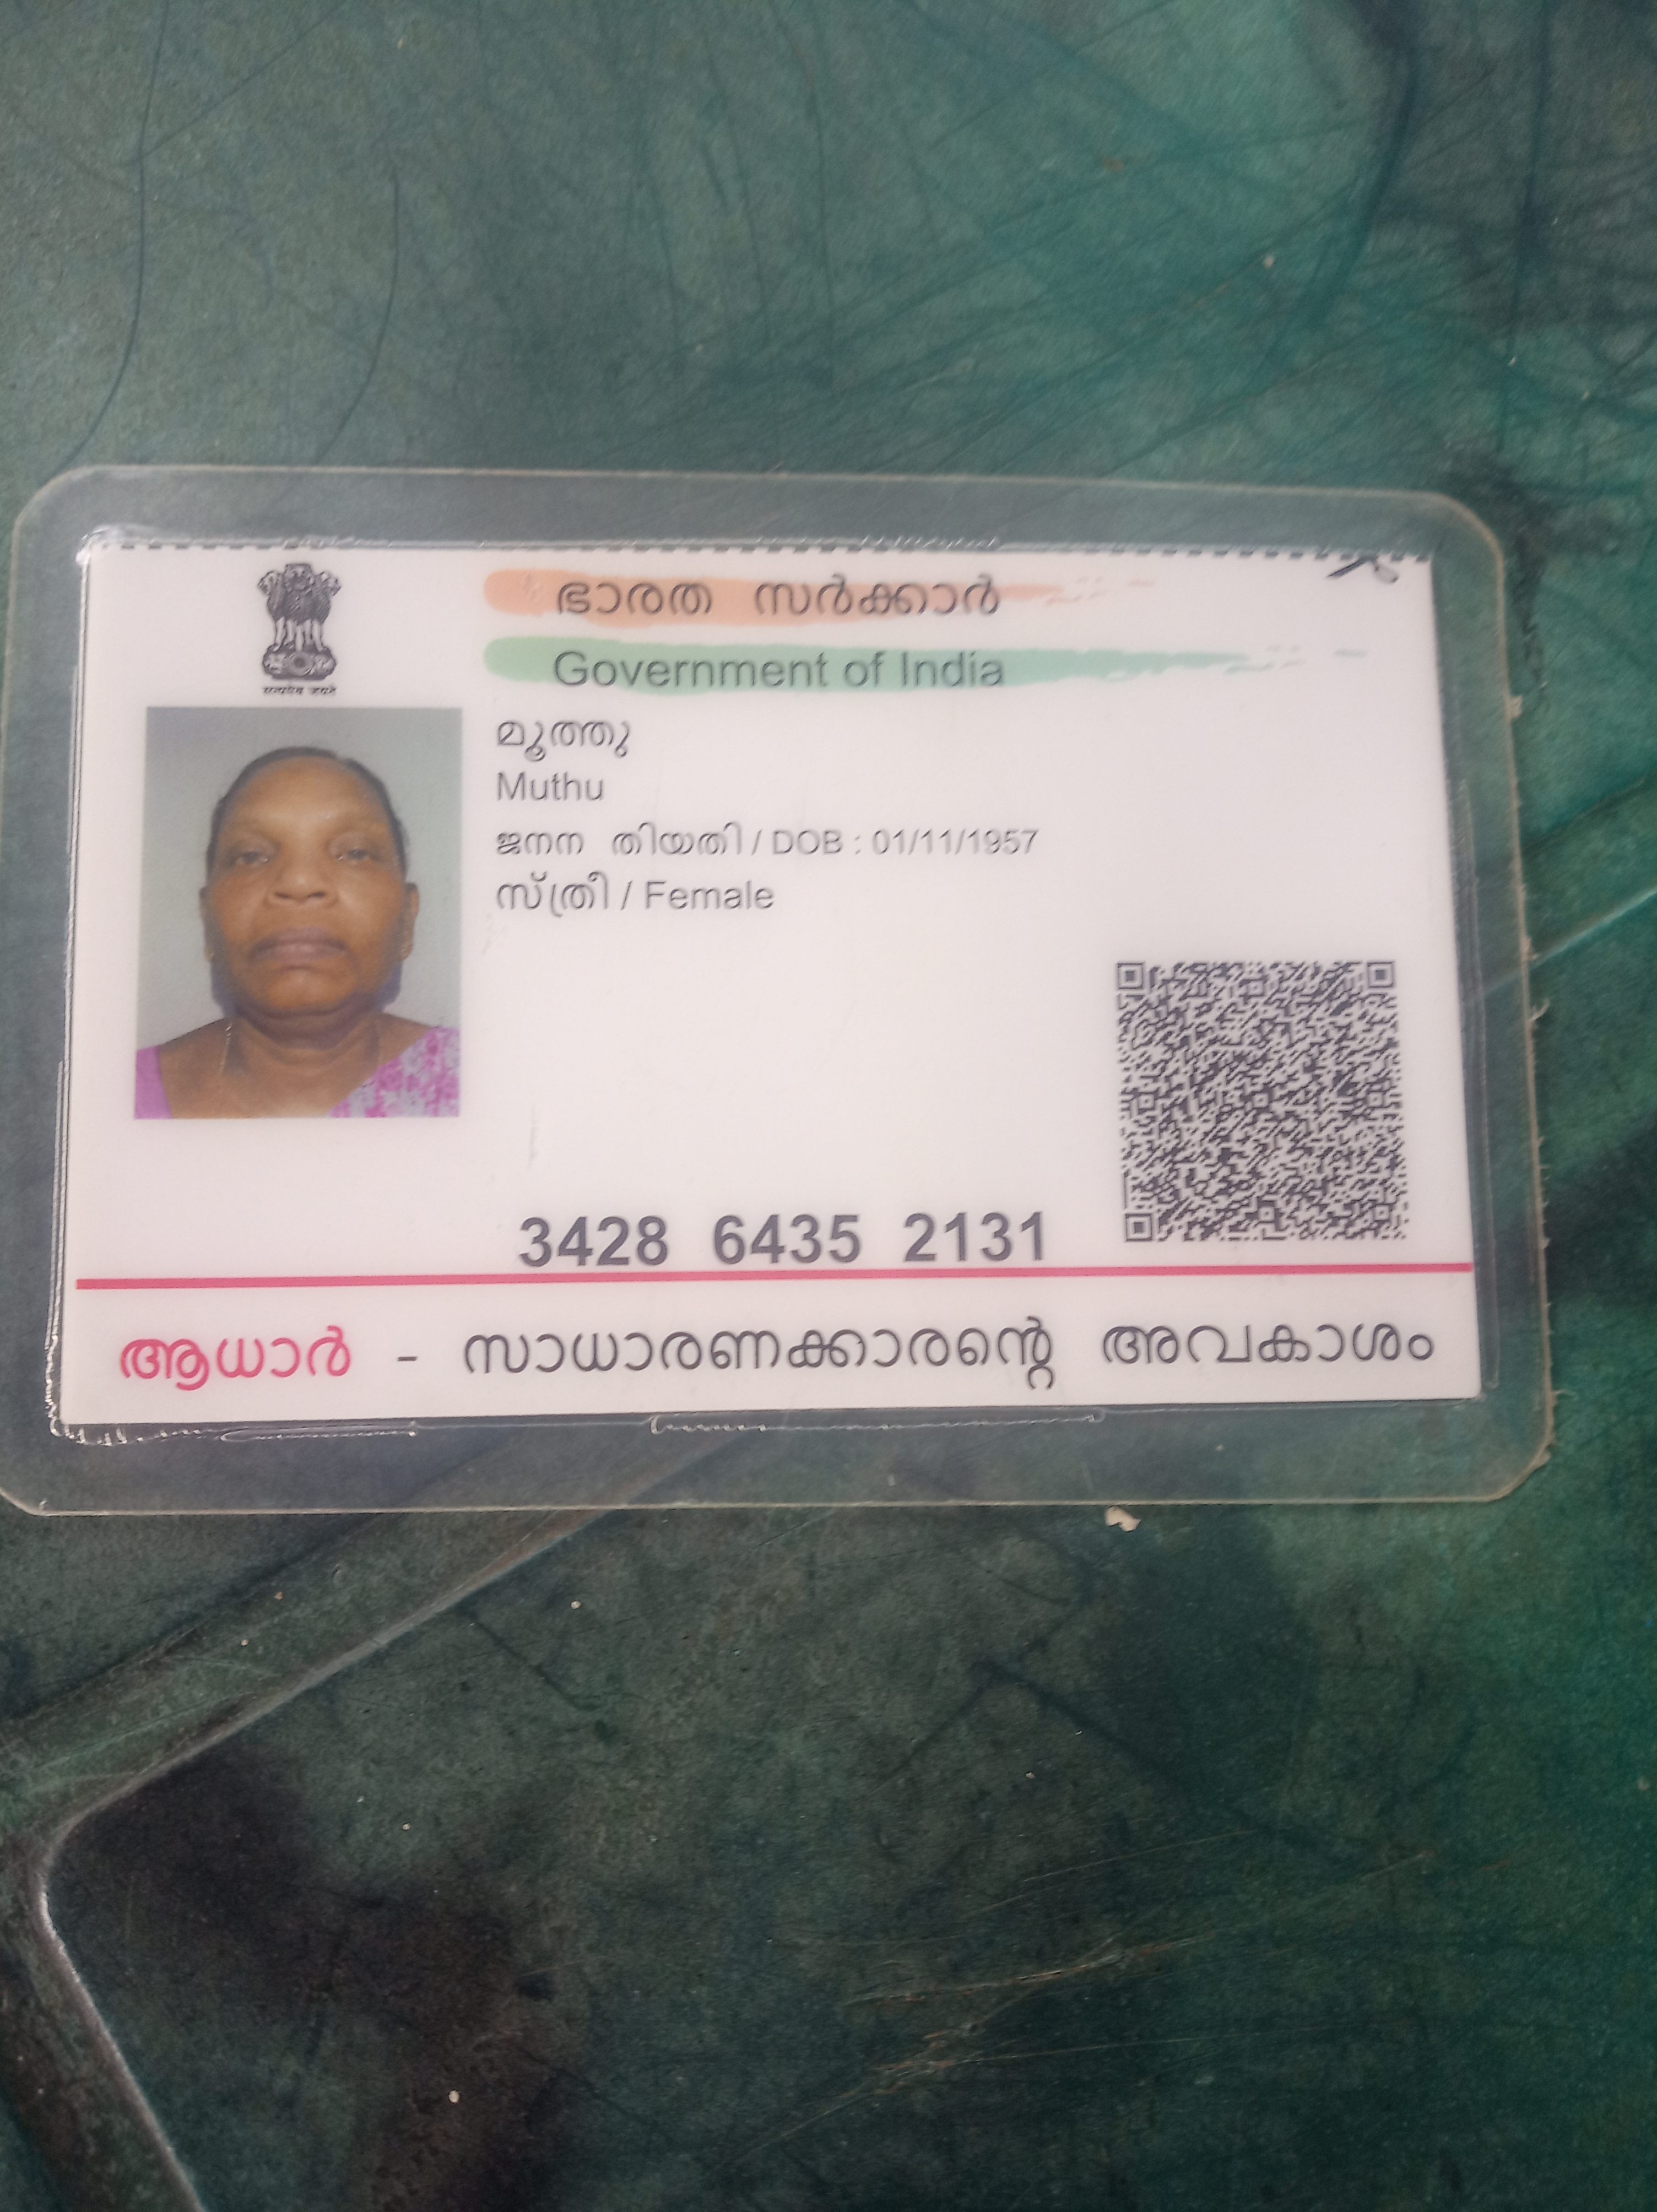 ഭാരത സർക്കാർ
Government of India
सत्यमेव जयते
മൂത്തു
Muthu
ജനന തിയതി / DOB : 01/11/1957
സ്ത്രീ / Female
3428 6435 2131
ആധാർ - സാധാരണക്കാരന്റെ അവകാശം